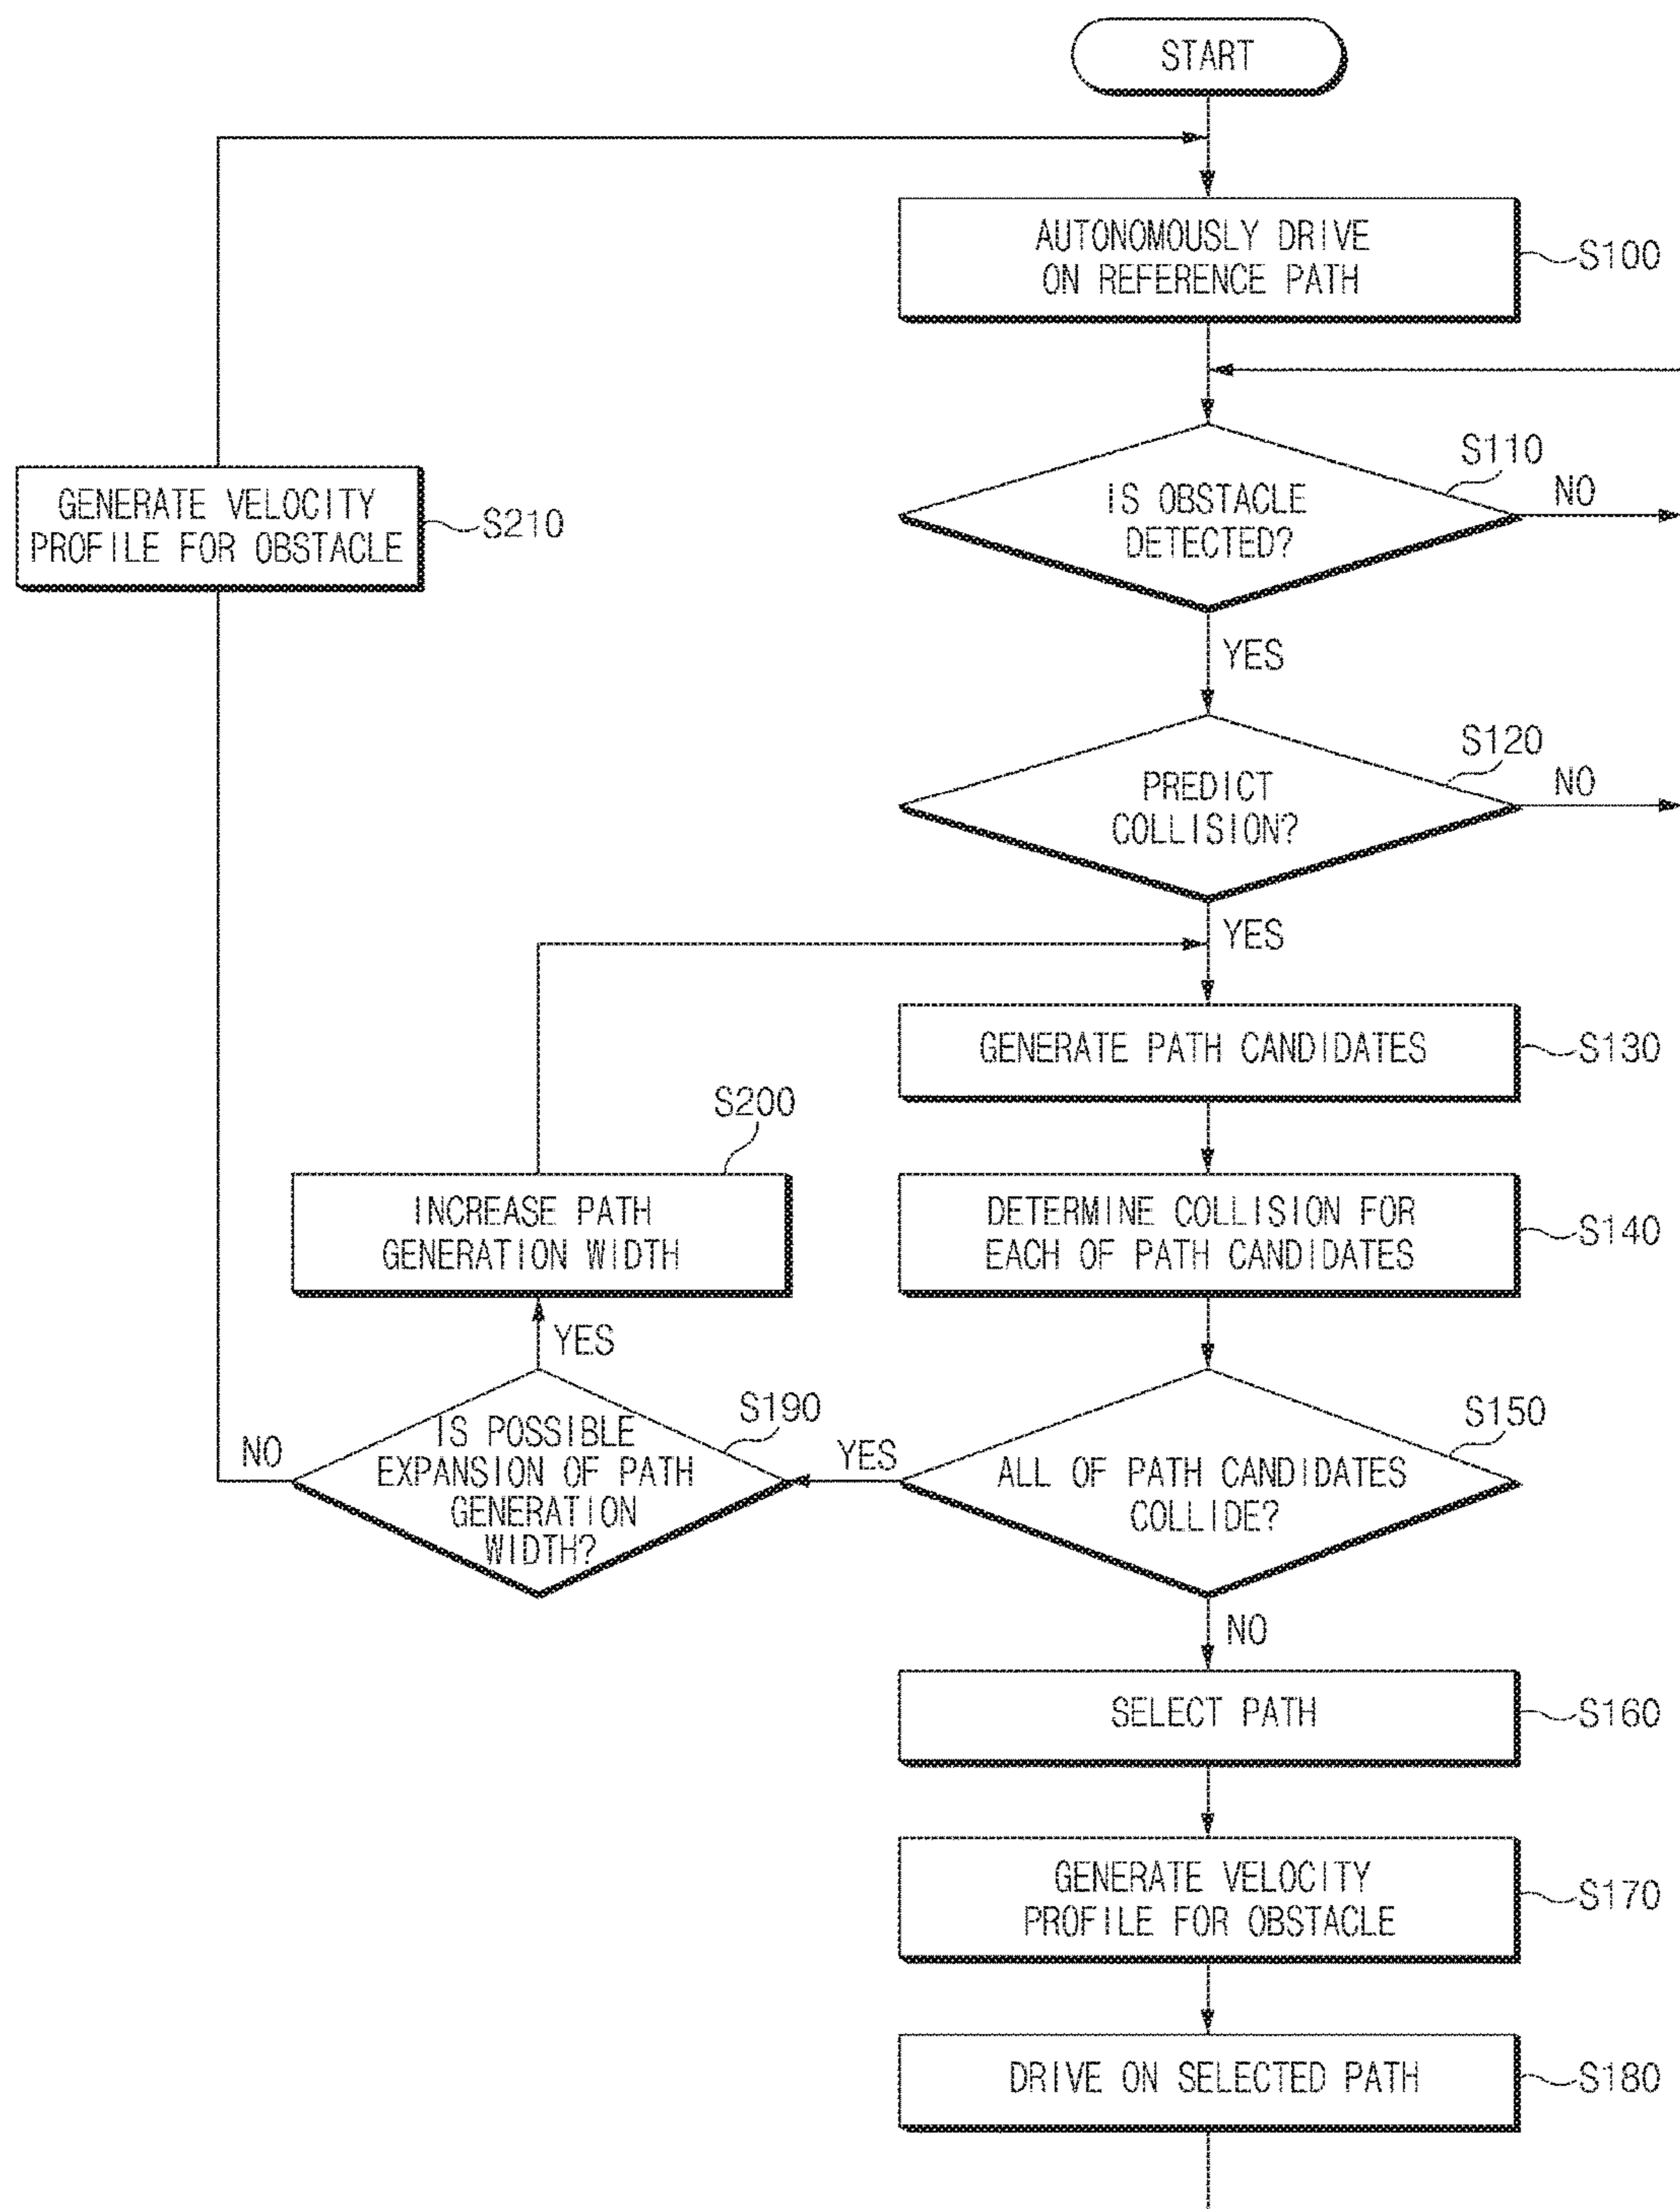 START
AUTONOMOUSLY DRIVE
ON REFERENCE PATH
S100
S110
IS OBSTACLE
DETECTED?
NO
YES
GENERATE VELOCITY
PROFILE FOR OBSTACLE
S210
S120
PREDICT
COLLISION?
NO
YES
GENERATE PATH CANDIDATES
S130
S200
INCREASE PATH
GENERATION WIDTH
DETERMINE COLLISION FOR
EACH OF PATH CANDIDATES
S140
YES
S190
IS POSSIBLE
EXPANSION OF PATH
GENERATION
WIDTH?
NO
YES
S150
ALL OF PATH CANDIDATES
COLLIDE?
NO
SELECT PATH
S160
GENERATE VELOCITY
PROFILE FOR OBSTACLE
S170
DRIVE ON SELECTED PATH
S180